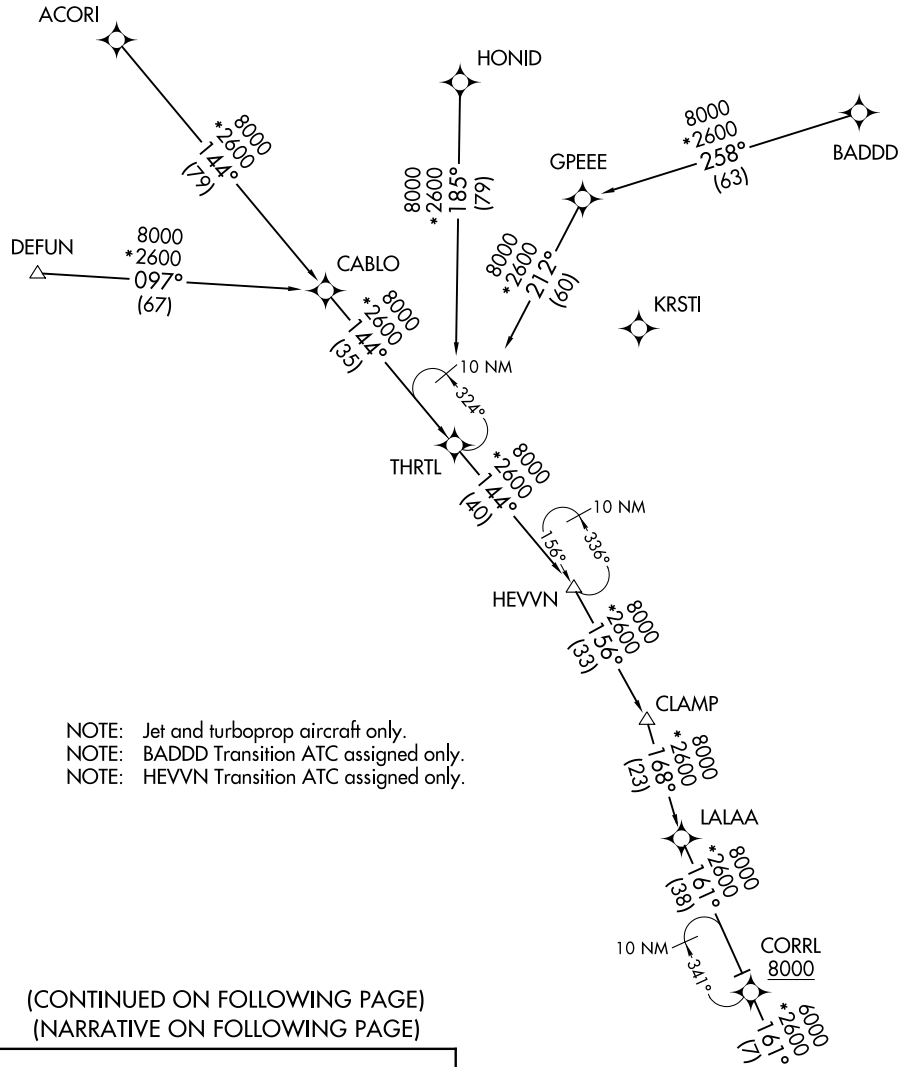 ACORI
HONID
BADDD
GPEEE
8000
*2600
144°
(79)
8000
*2600
185°
(79)
8000
*2600
258°
(63)
DEFUN
8000
*2600
097°
(67)
CABLO
8000
*2600
212°
(60)
KRSTI
8000
*2600
144°
(35)
10 NM
324°
THRTL
8000
*2600
144°
(40)
10 NM
156°
336°
HEVVN
8000
*2600
156°
(33)
CLAMP
NOTE: Jet and turboprop aircraft only.
NOTE: BADDD Transition ATC assigned only.
NOTE: HEVVN Transition ATC assigned only.
8000
*2600
168°
(23)
LALAA
8000
*2600
161°
(38)
10 NM
341°
CORRL
8000
(CONTINUED ON FOLLOWING PAGE)
(NARRATIVE ON FOLLOWING PAGE)
6000
*2600
161°
(7)